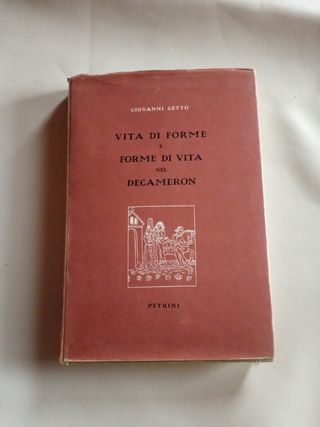 GIOVANNI GETTO
VITA DI FORME
E
FORME DI VITA
NEL
DECAMERON
PETRINI